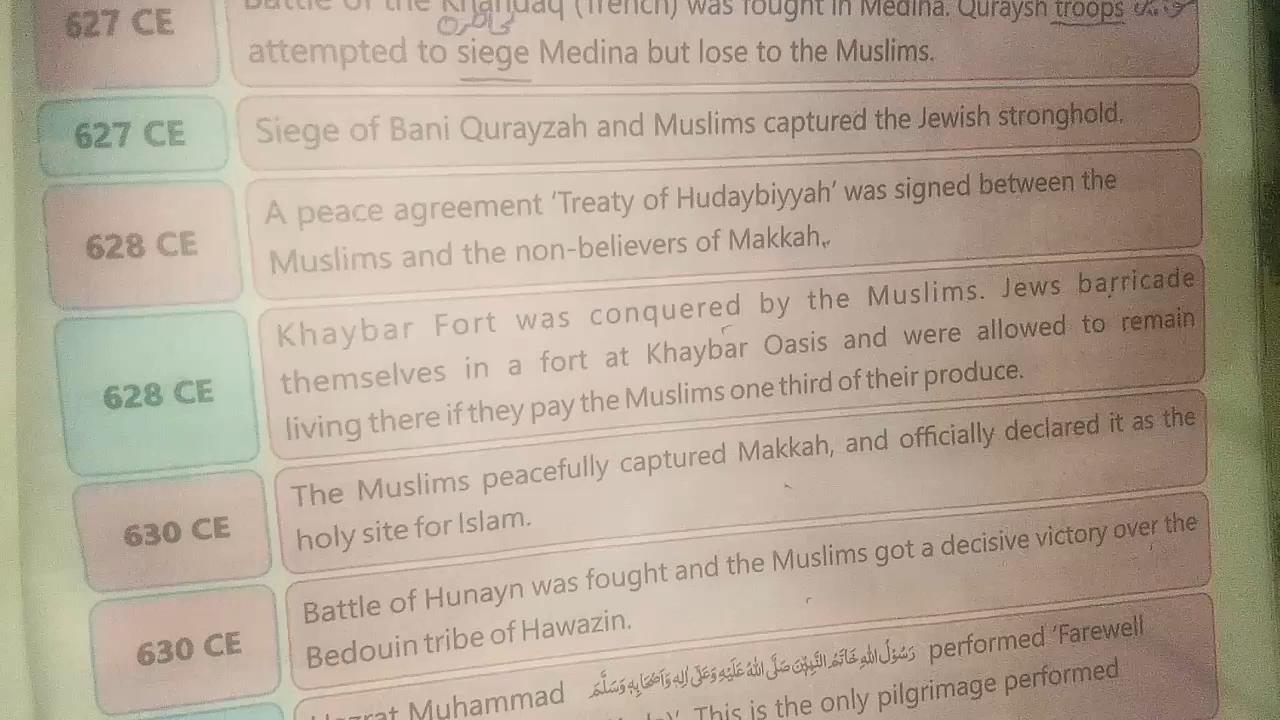 627 CE
Battle of the Khandaq (Trench) was fought in Medina. Quraysh troops
attempted to siege Medina but lose to the Muslims.
627 CE
Siege of Bani Qurayzah and Muslims captured the Jewish stronghold.
628 CE
A peace agreement ‘Treaty of Hudaybiyyah’ was signed between the
Muslims and the non-believers of Makkah.
628 CE
Khaybar Fort was conquered by the Muslims. Jews barricade
themselves in a fort at Khaybar Oasis and were allowed to remain
living there if they pay the Muslims one third of their produce.
630 CE
The Muslims peacefully captured Makkah, and officially declared it as the
holy site for Islam.
630 CE
Battle of Hunayn was fought and the Muslims got a decisive victory over the
Bedouin tribe of Hawazin.
Hazrat Muhammad رَسُوْلُ اللهِ خَاتَمُ النَّبِيّٖنَ صَلَّى اللهُ عَلَيْهِ وَعَلٰى اٰلِهٖ وَاَصْحَابِهٖ وَسَلَّمَ performed ‘Farewell
This is the only pilgrimage performed